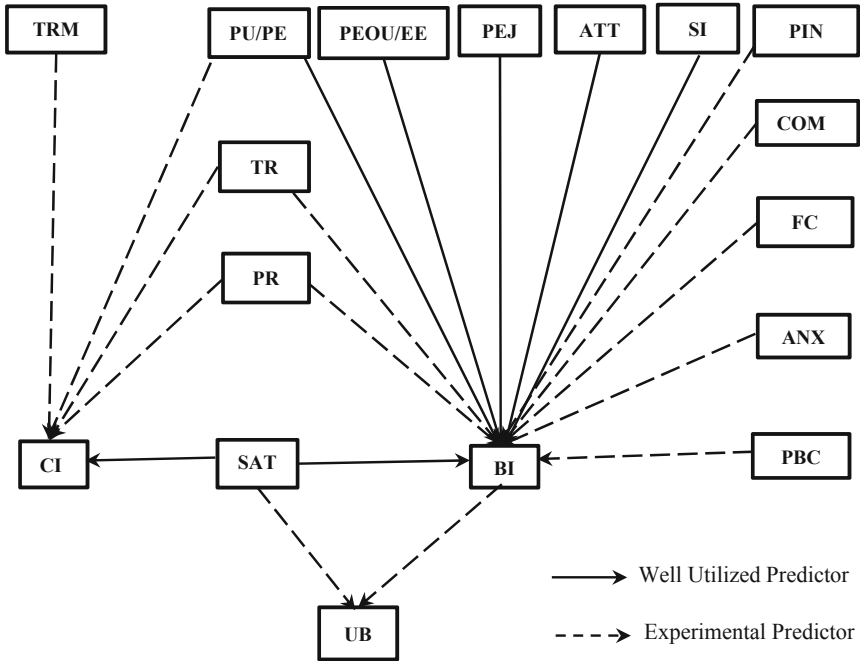 TRM
PU/PE
PEOU/EE
PEJ
ATT
SI
PIN
COM
TR
FC
PR
ANX
CI
SAT
BI
PBC
Well Utilized Predictor
UB
Experimental Predictor